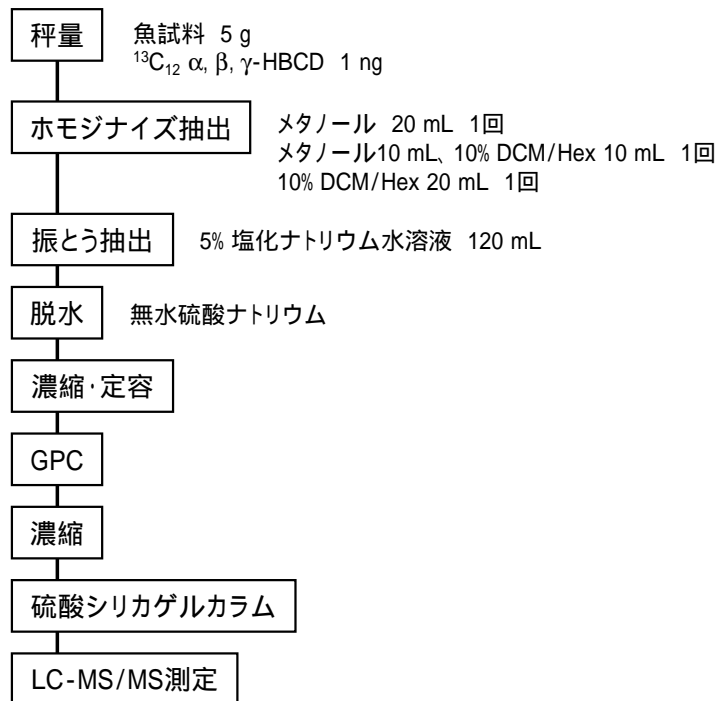 秤量
魚試料 5 g
¹³C₁₂ α, β, γ-HBCD 1 ng
ホモジナイズ抽出
メタノール 20 mL 1回
メタノール10 mL、10% DCM/Hex 10 mL 1回
10% DCM/Hex 20 mL 1回
振とう抽出
5% 塩化ナトリウム水溶液 120 mL
脱水
無水硫酸ナトリウム
濃縮・定容
GPC
濃縮
硫酸シリカゲルカラム
LC-MS/MS測定